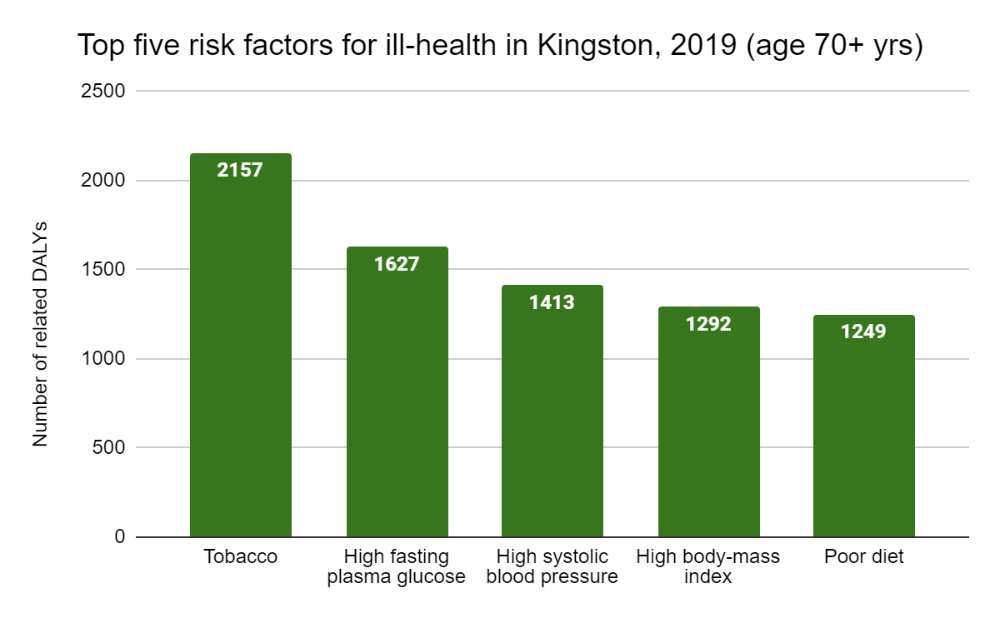 Top five risk factors for ill-health in Kingston, 2019 (age 70+ yrs)
2500
2000
1500
1000
500
0
Number of related DALYs
2157
1627
1413
1292
1249
Tobacco
High fasting
plasma glucose
High systolic
blood pressure
High body-mass
index
Poor diet